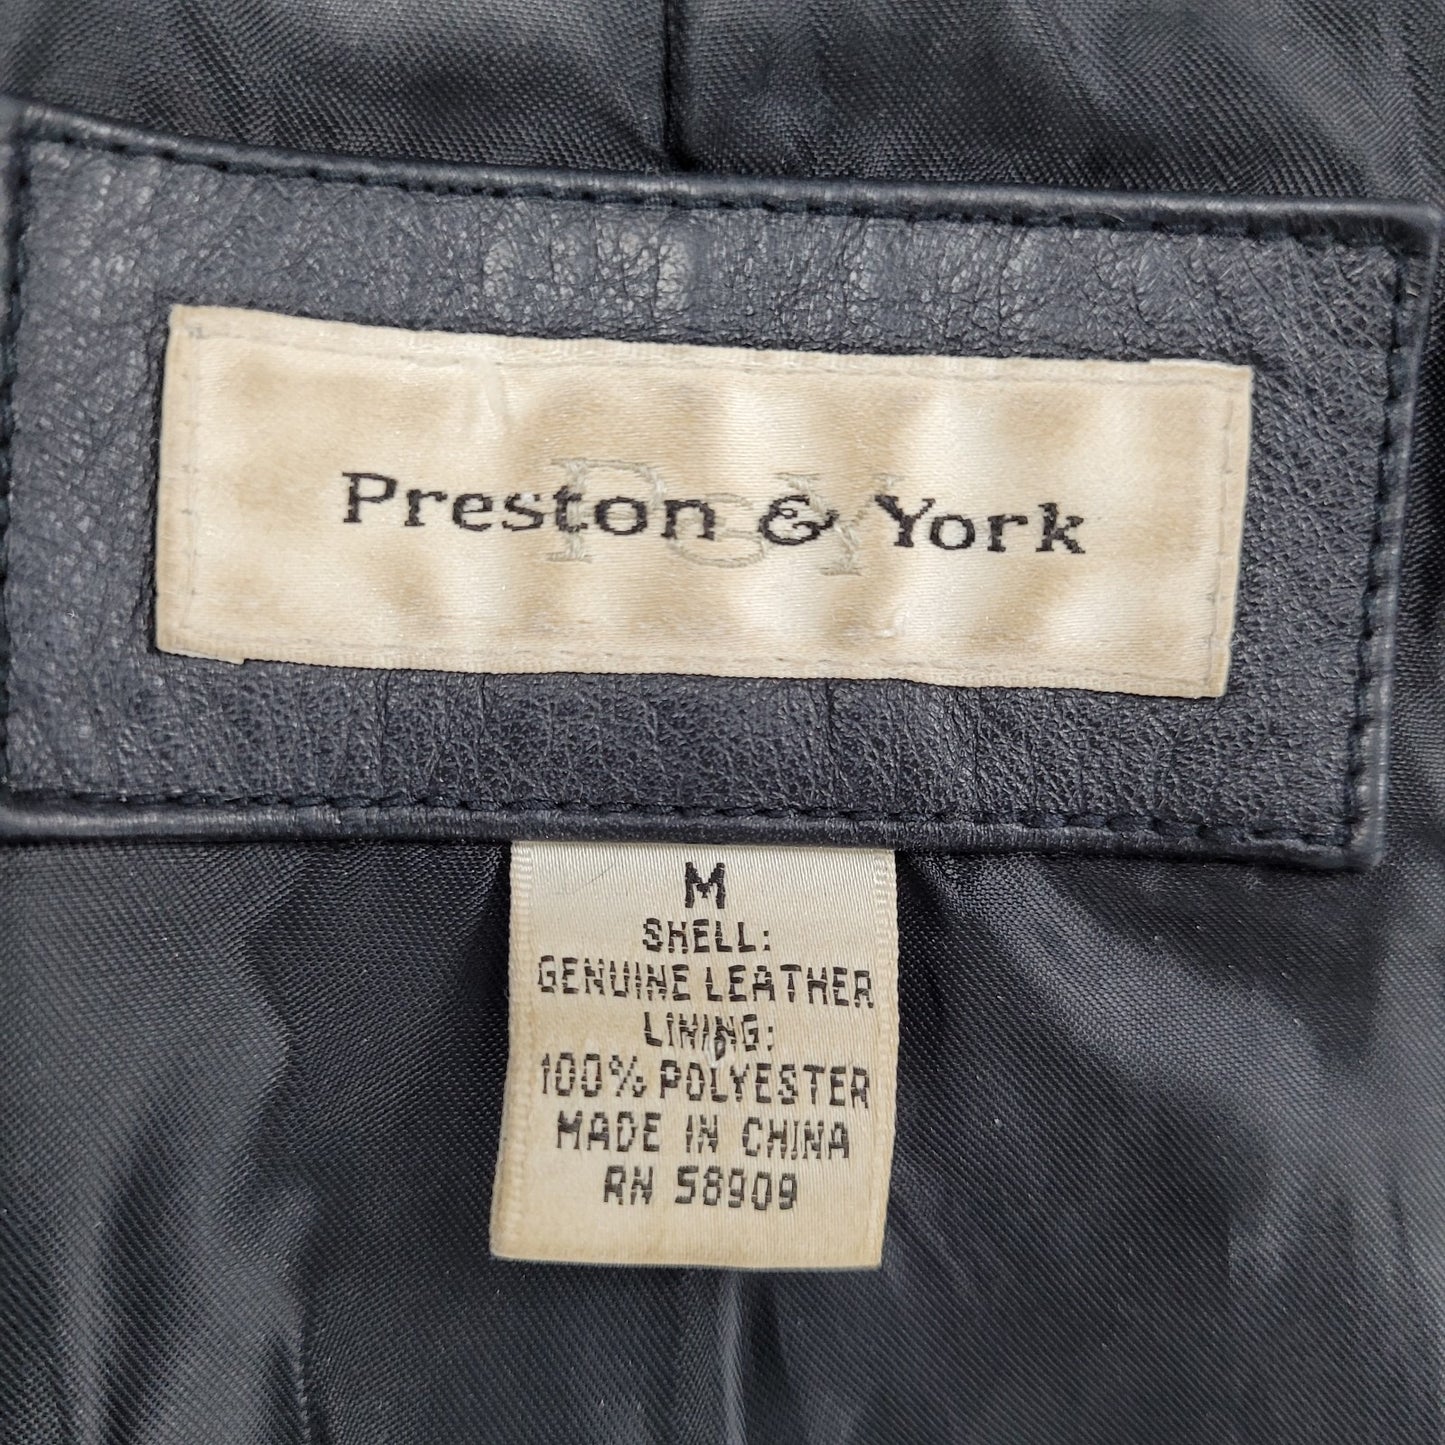 Preston & York
P&Y
M
SHELL:
GENUINE LEATHER
LINING:
100% POLYESTER
MADE IN CHINA
RN 58909